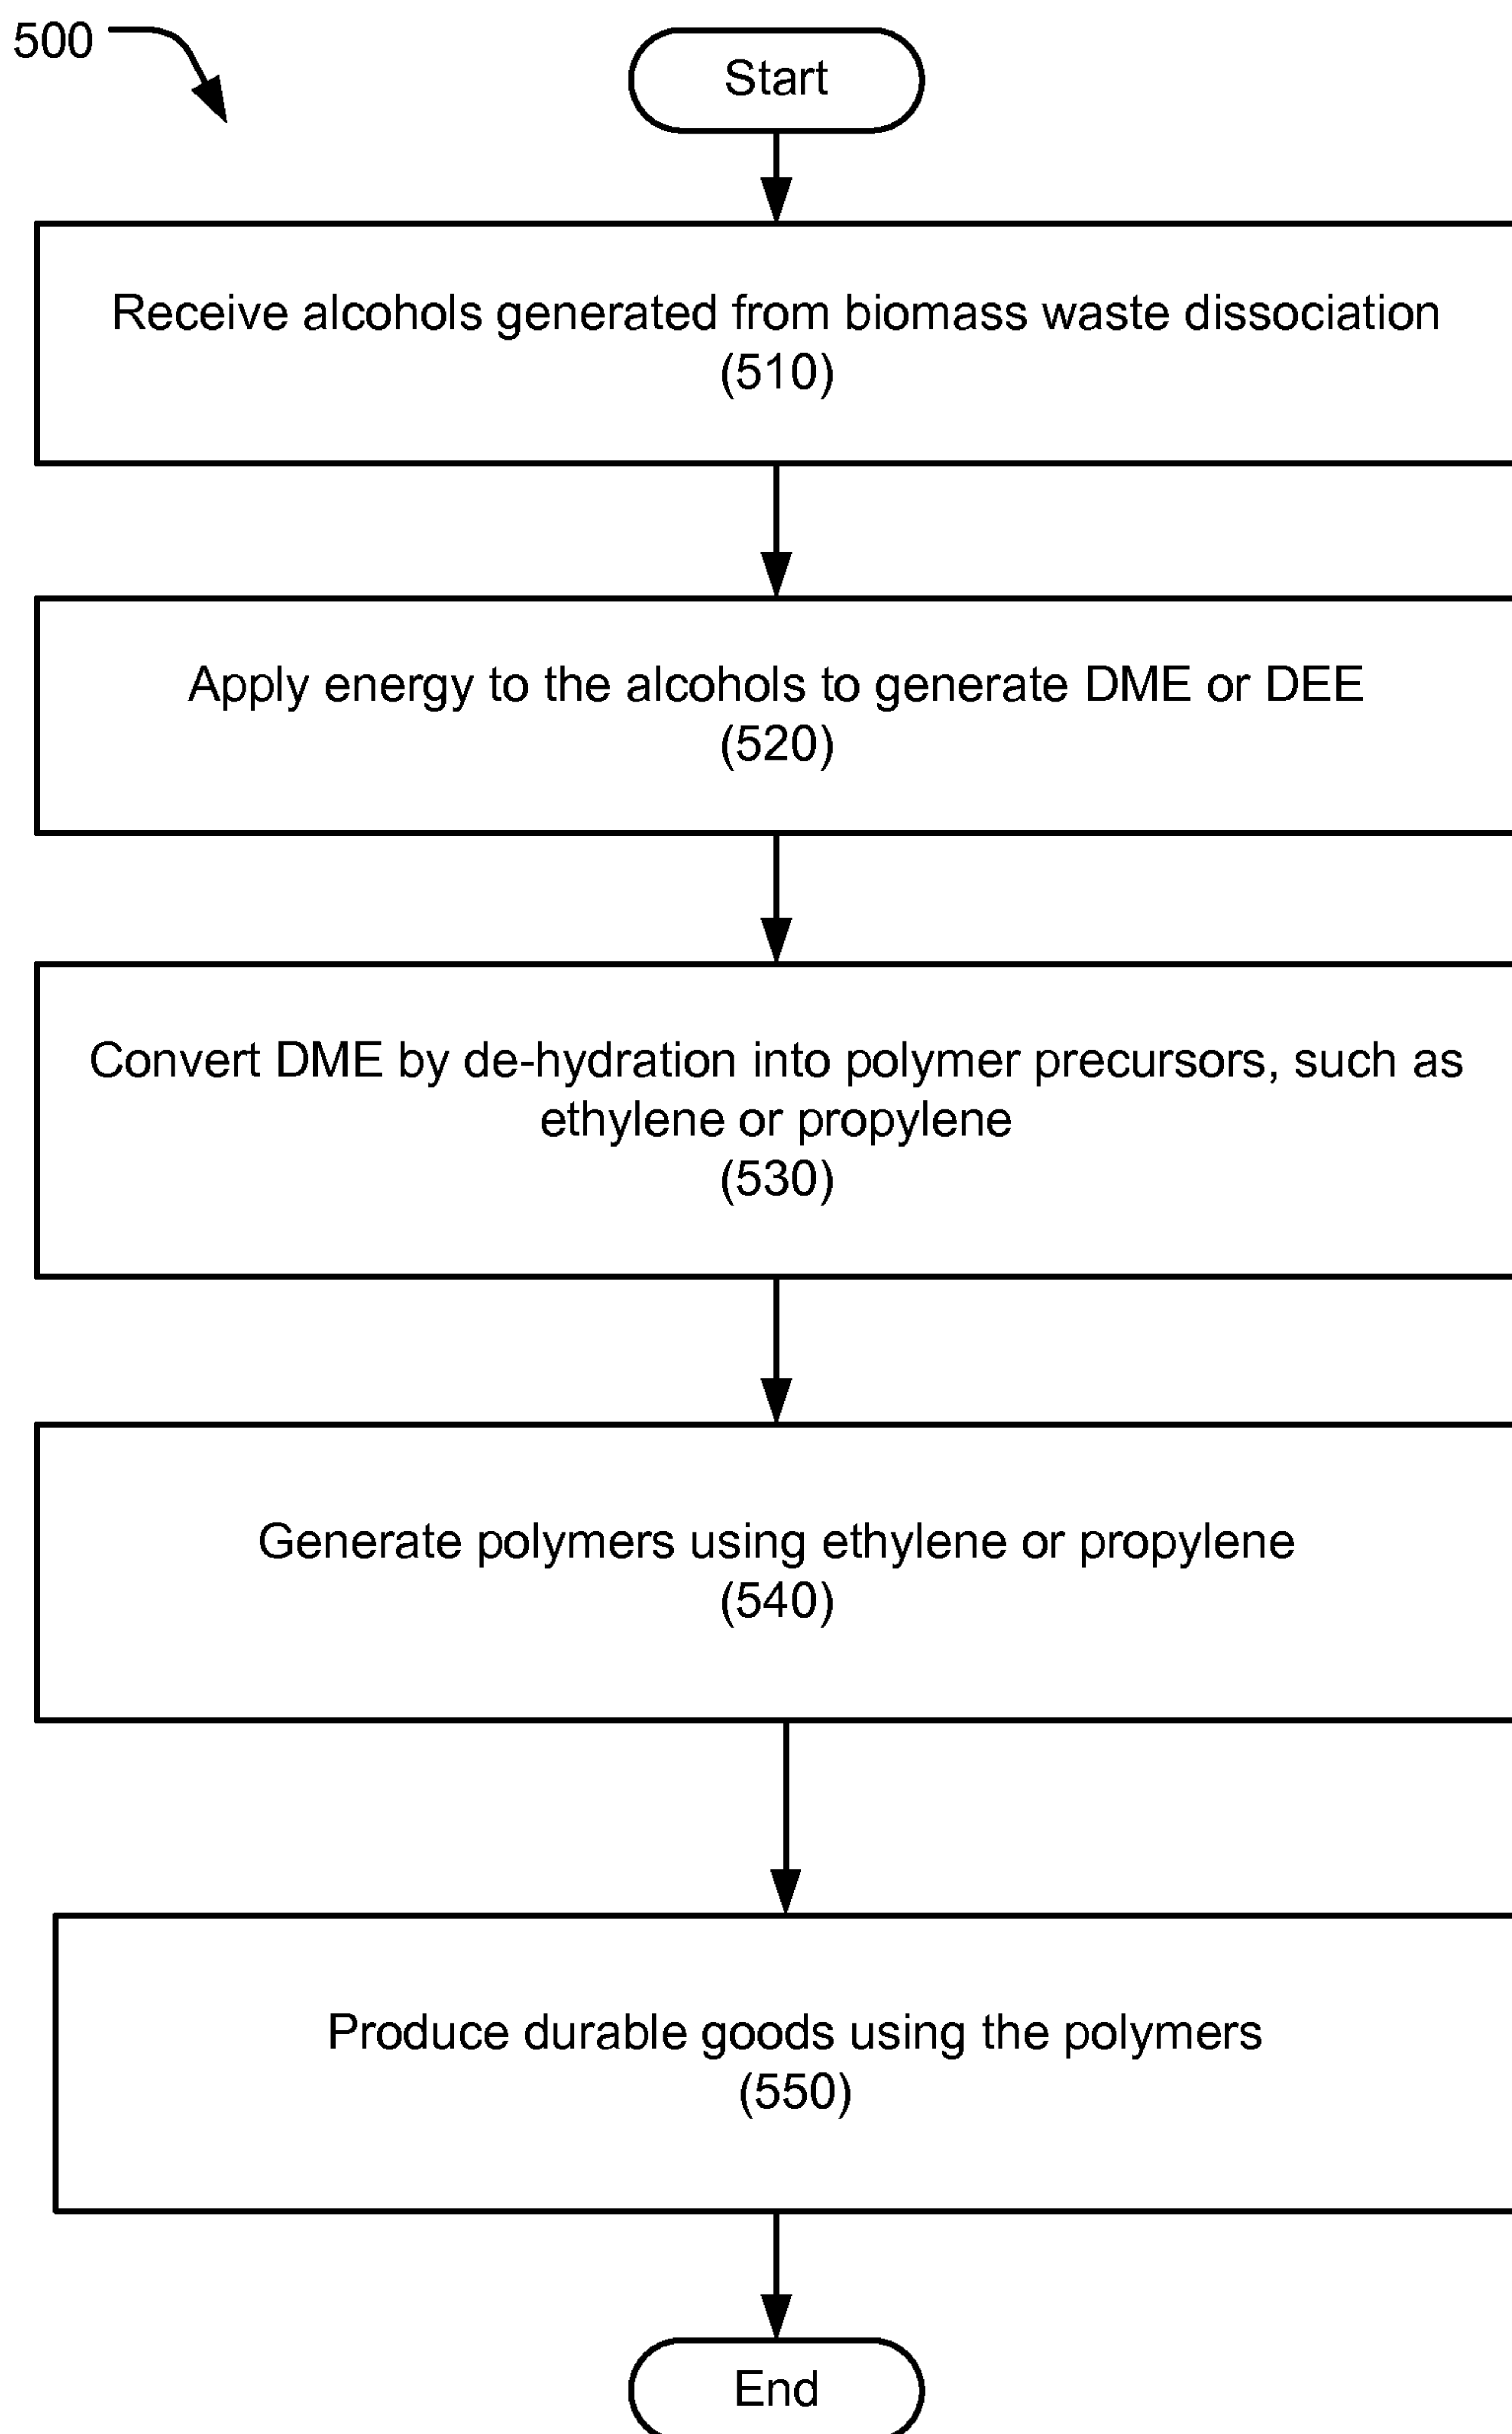 500
Start
Receive alcohols generated from biomass waste dissociation
(510)
Apply energy to the alcohols to generate DME or DEE
(520)
Convert DME by de-hydration into polymer precursors, such as
ethylene or propylene
(530)
Generate polymers using ethylene or propylene
(540)
Produce durable goods using the polymers
(550)
End